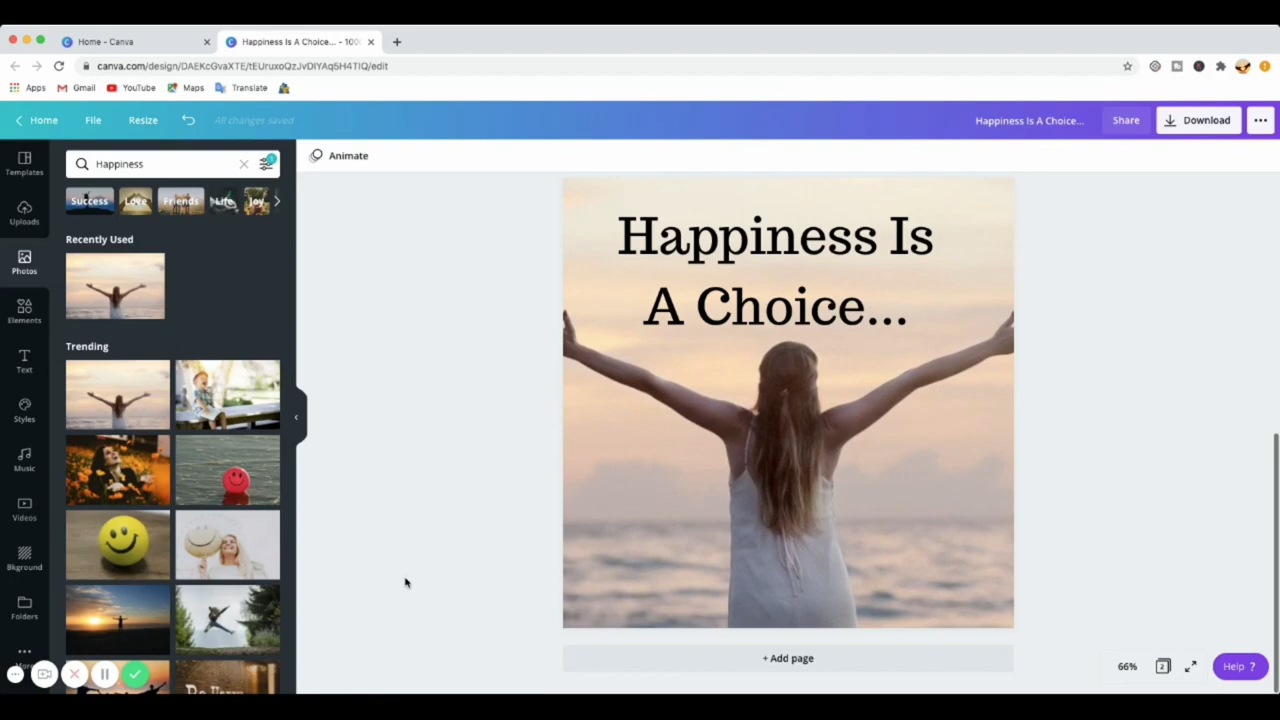 Home - Canva
Happiness Is A Choice... - 100
canva.com/design/DAEKcGvaXTE/tEUruxoQzJvDIYAq5H4TIQ/edit
Apps Gmail YouTube Maps Translate
Home File Resize All changes saved Happiness Is A Choice... Share Download
Templates
Happiness
Animate
Success Love Friends Life Joy
Uploads
Recently Used
Photos
Elements
Trending
Text
Styles
Music
Videos
Bkground
Folders
Happiness Is
A Choice...
+ Add page
66% 2 Help ?